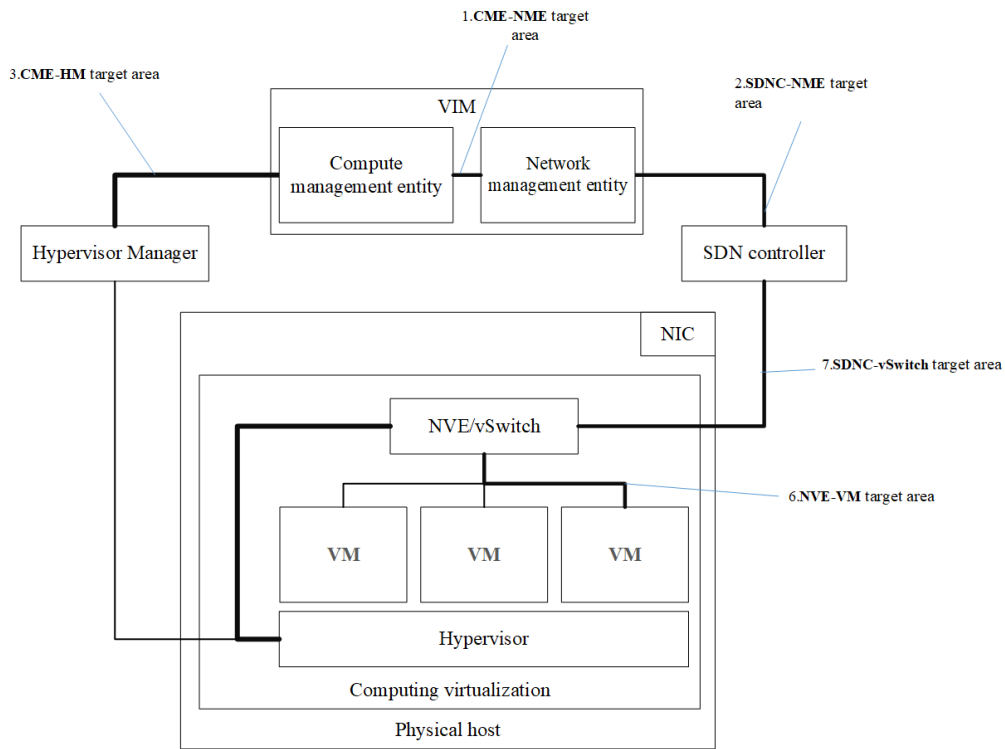 1.CME-NME target
area
3.CME-HM target area
2.SDNC-NME target
area
VIM
Compute
management entity
Network
management entity
Hypervisor Manager
SDN controller
NIC
7.SDNC-vSwitch target area
NVE/vSwitch
6.NVE-VM target area
VM
VM
VM
Hypervisor
Computing virtualization
Physical host